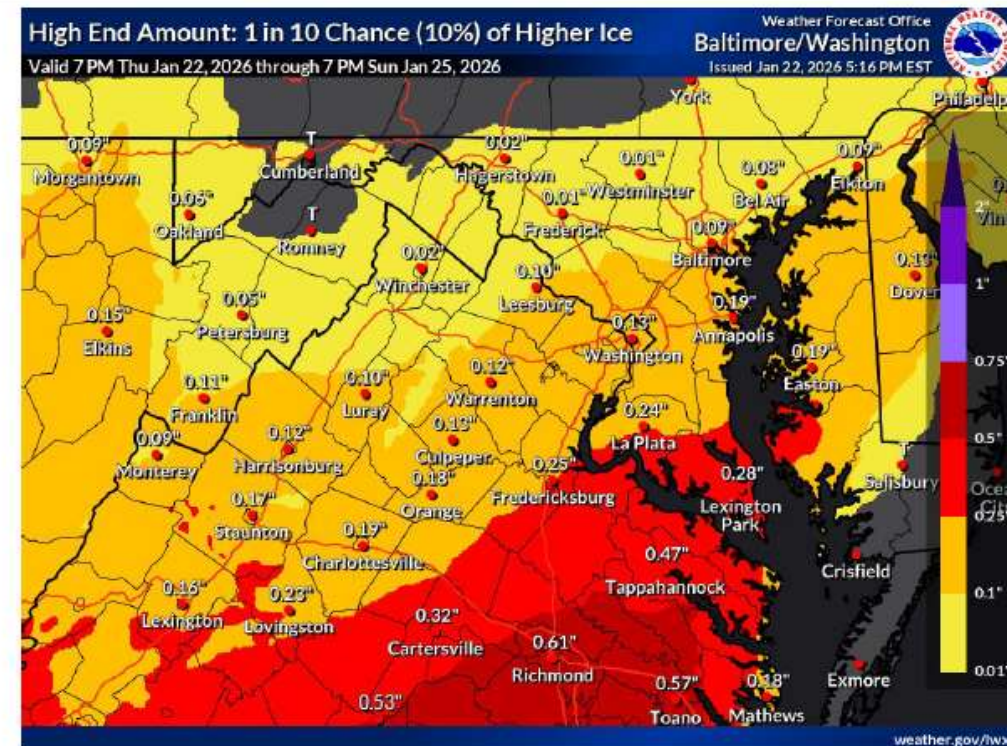 High End Amount: 1 in 10 Chance (10%) of Higher Ice
Weather Forecast Office
Baltimore/Washington
Valid 7 PM Thu Jan 22, 2026 through 7 PM Sun Jan 25, 2026
Issued Jan 22, 2026 5:16 PM EST
York
0.09"
Morgantown
T
Cumberland
0.02"
Hagerstown
0.01"
Westminster
0.08"
Bel Air
0.09"
Elkton
0.06"
Oakland
T
Romney
0.01"
Frederick
0.09"
Baltimore
2"
0.02"
Winchester
0.10"
Leesburg
0.13"
Dover
1"
0.15"
Elkins
0.05"
Petersburg
0.13"
Washington
0.19"
Annapolis
0.19"
Easton
0.75"
0.11"
Franklin
0.10"
Luray
0.12"
Warrenton
0.24"
La Plata
0.5"
0.09"
Monterey
0.12"
Harrisonburg
0.13"
Culpeper
0.25"
Fredericksburg
0.28"
Lexington
Park
T
Salisbury
0.17"
Staunton
0.18"
Orange
0.25"
0.19"
Charlottesville
0.47"
Tappahannock
Crisfield
0.1"
0.16"
Lexington
0.23"
Lovingston
0.32"
Cartersville
0.61"
Richmond
0.57"
Toano
0.18"
Mathews
Exmore
0.01"
0.53"
weather.gov/lwx